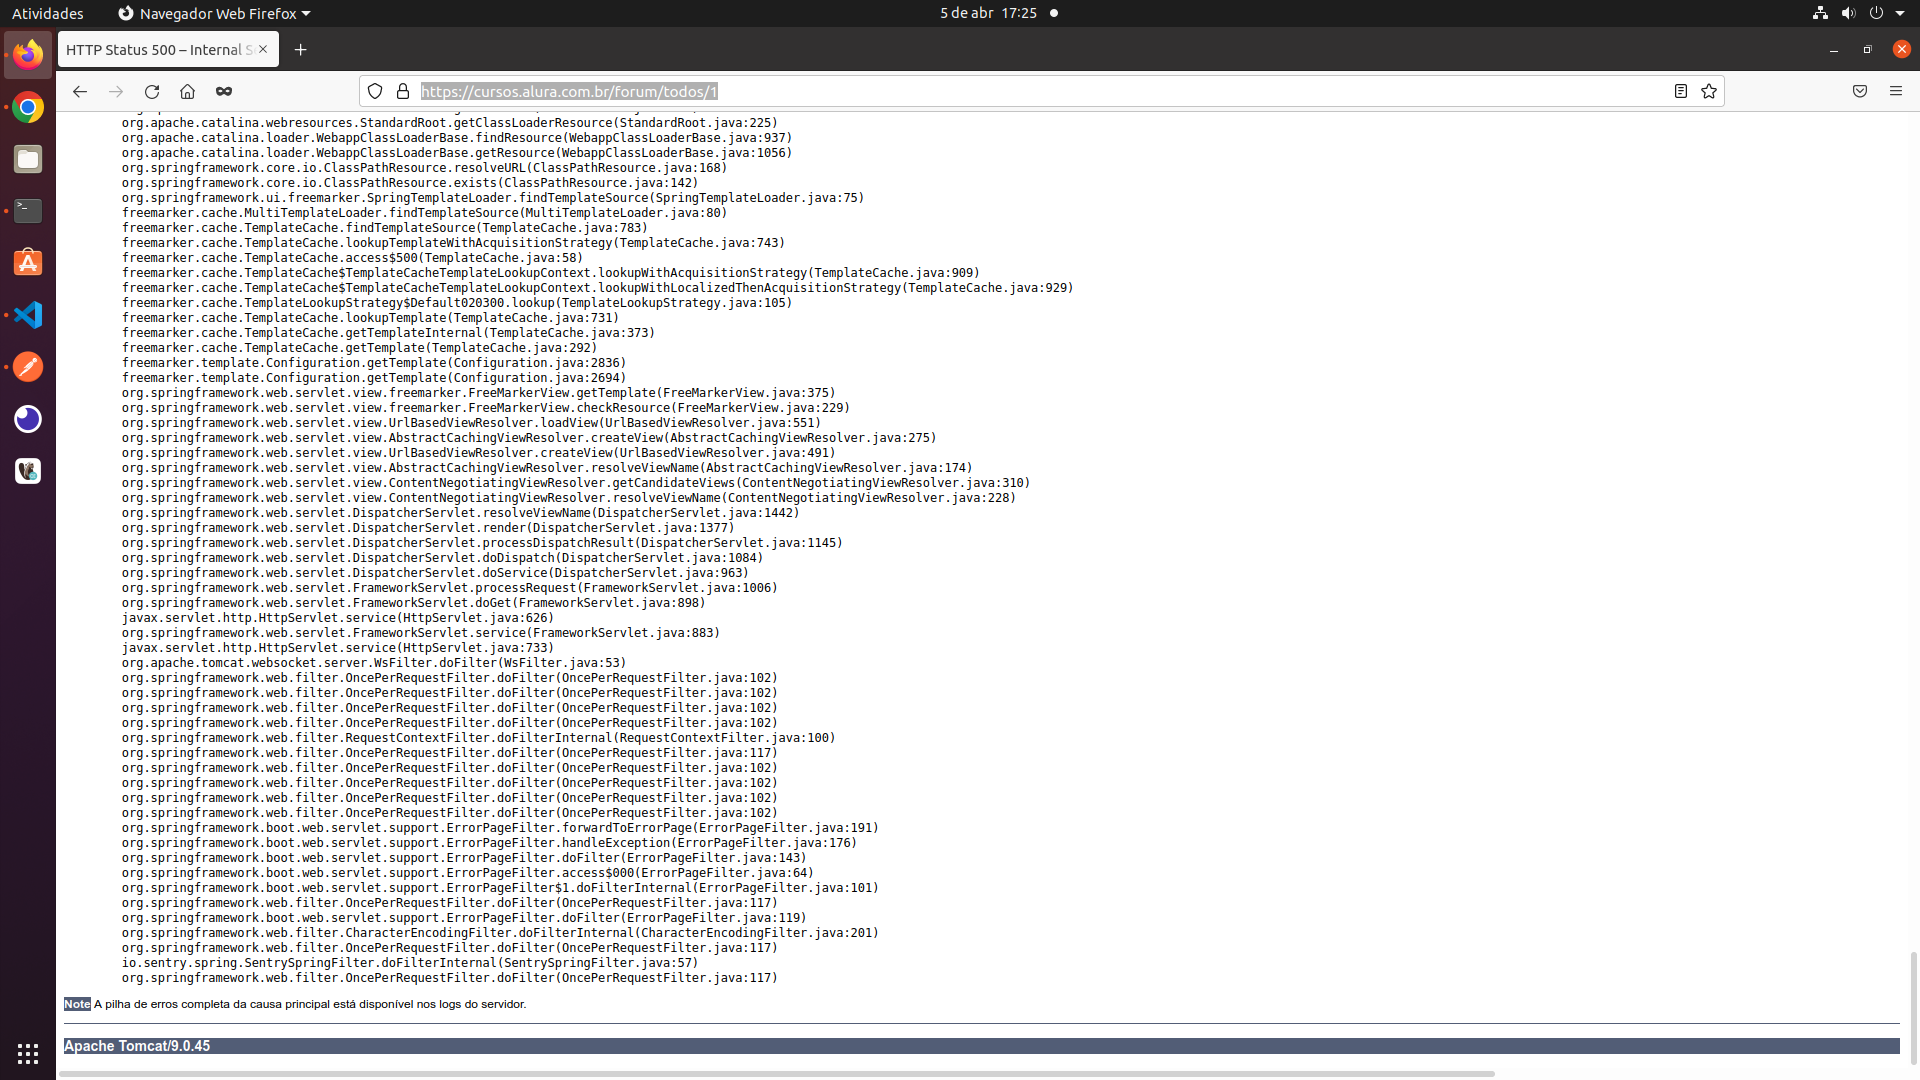 Atividades
Navegador Web Firefox
5 de abr 17:25
HTTP Status 500 – Internal S
https://cursos.alura.com.br/forum/todos/1
org.apache.catalina.webresources.StandardRoot.getClassLoaderResource(StandardRoot.java:225)
org.apache.catalina.loader.WebappClassLoaderBase.findResource(WebappClassLoaderBase.java:937)
org.apache.catalina.loader.WebappClassLoaderBase.getResource(WebappClassLoaderBase.java:1056)
org.springframework.core.io.ClassPathResource.resolveURL(ClassPathResource.java:168)
org.springframework.core.io.ClassPathResource.exists(ClassPathResource.java:142)
org.springframework.ui.freemarker.SpringTemplateLoader.findTemplateSource(SpringTemplateLoader.java:75)
freemarker.cache.MultiTemplateLoader.findTemplateSource(MultiTemplateLoader.java:80)
freemarker.cache.TemplateCache.findTemplateSource(TemplateCache.java:783)
freemarker.cache.TemplateCache.lookupTemplateWithAcquisitionStrategy(TemplateCache.java:743)
freemarker.cache.TemplateCache.access$500(TemplateCache.java:58)
freemarker.cache.TemplateCache$TemplateCacheTemplateLookupContext.lookupWithAcquisitionStrategy(TemplateCache.java:909)
freemarker.cache.TemplateCache$TemplateCacheTemplateLookupContext.lookupWithLocalizedThenAcquisitionStrategy(TemplateCache.java:929)
freemarker.cache.TemplateLookupStrategy$Default020300.lookup(TemplateLookupStrategy.java:105)
freemarker.cache.TemplateCache.lookupTemplate(TemplateCache.java:731)
freemarker.cache.TemplateCache.getTemplateInternal(TemplateCache.java:373)
freemarker.cache.TemplateCache.getTemplate(TemplateCache.java:292)
freemarker.template.Configuration.getTemplate(Configuration.java:2836)
freemarker.template.Configuration.getTemplate(Configuration.java:2694)
org.springframework.web.servlet.view.freemarker.FreeMarkerView.getTemplate(FreeMarkerView.java:375)
org.springframework.web.servlet.view.freemarker.FreeMarkerView.checkResource(FreeMarkerView.java:229)
org.springframework.web.servlet.view.UrlBasedViewResolver.loadView(UrlBasedViewResolver.java:551)
org.springframework.web.servlet.view.AbstractCachingViewResolver.createView(AbstractCachingViewResolver.java:275)
org.springframework.web.servlet.view.UrlBasedViewResolver.createView(UrlBasedViewResolver.java:491)
org.springframework.web.servlet.view.AbstractCachingViewResolver.resolveViewName(AbstractCachingViewResolver.java:174)
org.springframework.web.servlet.view.ContentNegotiatingViewResolver.getCandidateViews(ContentNegotiatingViewResolver.java:310)
org.springframework.web.servlet.view.ContentNegotiatingViewResolver.resolveViewName(ContentNegotiatingViewResolver.java:228)
org.springframework.web.servlet.DispatcherServlet.resolveViewName(DispatcherServlet.java:1442)
org.springframework.web.servlet.DispatcherServlet.render(DispatcherServlet.java:1377)
org.springframework.web.servlet.DispatcherServlet.processDispatchResult(DispatcherServlet.java:1145)
org.springframework.web.servlet.DispatcherServlet.doDispatch(DispatcherServlet.java:1084)
org.springframework.web.servlet.DispatcherServlet.doService(DispatcherServlet.java:963)
org.springframework.web.servlet.FrameworkServlet.processRequest(FrameworkServlet.java:1006)
org.springframework.web.servlet.FrameworkServlet.doGet(FrameworkServlet.java:898)
javax.servlet.http.HttpServlet.service(HttpServlet.java:626)
org.springframework.web.servlet.FrameworkServlet.service(FrameworkServlet.java:883)
javax.servlet.http.HttpServlet.service(HttpServlet.java:733)
org.apache.tomcat.websocket.server.WsFilter.doFilter(WsFilter.java:53)
org.springframework.web.filter.OncePerRequestFilter.doFilter(OncePerRequestFilter.java:102)
org.springframework.web.filter.OncePerRequestFilter.doFilter(OncePerRequestFilter.java:102)
org.springframework.web.filter.OncePerRequestFilter.doFilter(OncePerRequestFilter.java:102)
org.springframework.web.filter.OncePerRequestFilter.doFilter(OncePerRequestFilter.java:102)
org.springframework.web.filter.RequestContextFilter.doFilterInternal(RequestContextFilter.java:100)
org.springframework.web.filter.OncePerRequestFilter.doFilter(OncePerRequestFilter.java:117)
org.springframework.web.filter.OncePerRequestFilter.doFilter(OncePerRequestFilter.java:102)
org.springframework.web.filter.OncePerRequestFilter.doFilter(OncePerRequestFilter.java:102)
org.springframework.web.filter.OncePerRequestFilter.doFilter(OncePerRequestFilter.java:102)
org.springframework.web.filter.OncePerRequestFilter.doFilter(OncePerRequestFilter.java:102)
org.springframework.boot.web.servlet.support.ErrorPageFilter.forwardToErrorPage(ErrorPageFilter.java:191)
org.springframework.boot.web.servlet.support.ErrorPageFilter.handleException(ErrorPageFilter.java:176)
org.springframework.boot.web.servlet.support.ErrorPageFilter.doFilter(ErrorPageFilter.java:143)
org.springframework.boot.web.servlet.support.ErrorPageFilter.access$000(ErrorPageFilter.java:64)
org.springframework.boot.web.servlet.support.ErrorPageFilter$1.doFilterInternal(ErrorPageFilter.java:101)
org.springframework.web.filter.OncePerRequestFilter.doFilter(OncePerRequestFilter.java:117)
org.springframework.boot.web.servlet.support.ErrorPageFilter.doFilter(ErrorPageFilter.java:119)
org.springframework.web.filter.CharacterEncodingFilter.doFilterInternal(CharacterEncodingFilter.java:201)
org.springframework.web.filter.OncePerRequestFilter.doFilter(OncePerRequestFilter.java:117)
io.sentry.spring.SentrySpringFilter.doFilterInternal(SentrySpringFilter.java:57)
org.springframework.web.filter.OncePerRequestFilter.doFilter(OncePerRequestFilter.java:117)
Note A pilha de erros completa da causa principal está disponível nos logs do servidor.
Apache Tomcat/9.0.45